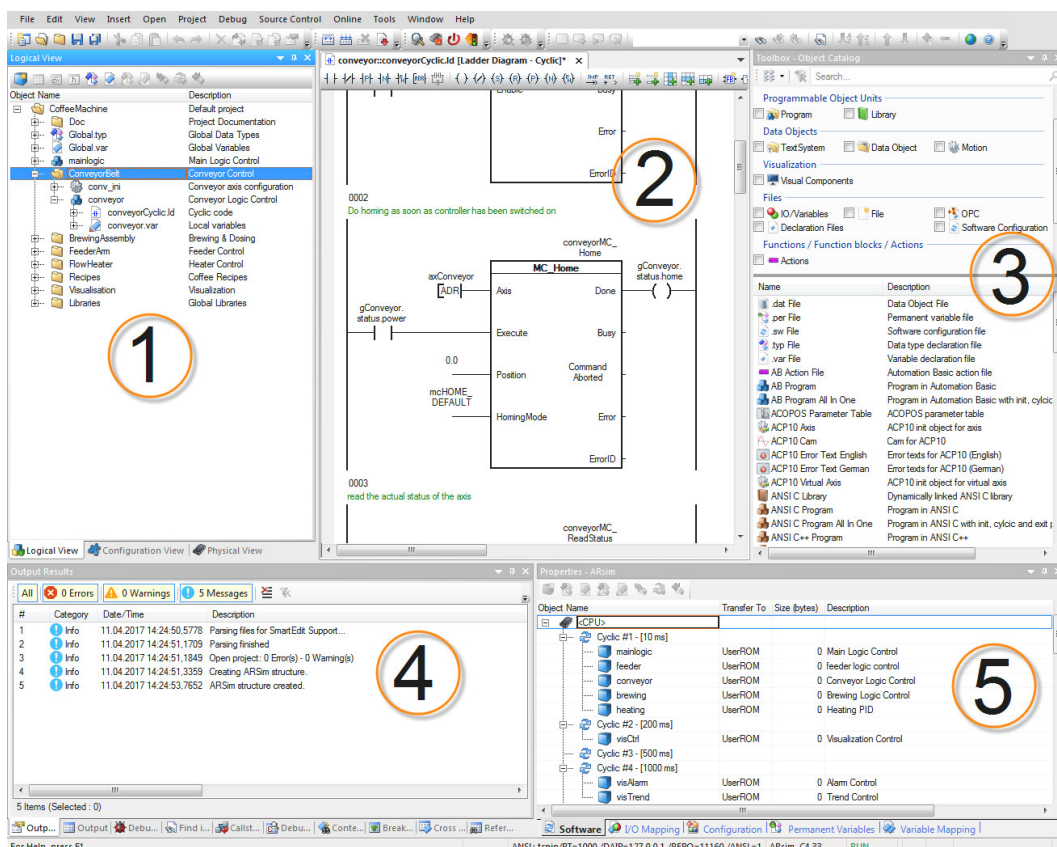 File Edit View Insert Open Project Debug Source Control Online Tools Window Help
Logical View
Object Name Description
CoffeeMachine Default project
Doc Project Documentation
Global.typ Global Data Types
Global.var Global Variables
mainlogic Main Logic Control
ConveyorBelt Conveyor Control
conv_ini Conveyor axis configuration
conveyor Conveyor Logic Control
conveyorCyclic.ld Cyclic code
conveyor.var Local variables
BrewingAssembly Brewing & Dosing
FeederArm Feeder Control
FlowHeater Heater Control
Recipes Coffee Recipes
Visualisation Visualization
Libraries Global Libraries
1
Logical View Configuration View Physical View
conveyor::conveyorCyclic.ld [Ladder Diagram - Cyclic]*
Enable Busy
Error
ErrorID
2
0002
Do homing as soon as controller has been switched on
conveyorMC_
Home
MC_Home
axConveyor
ADR
Axis Done
gConveyor.
status.home
gConveyor.
status.power
Execute Busy
0.0
Position Command
Aborted
mcHOME_
DEFAULT
HomingMode Error
ErrorID
0003
read the actual status of the axis
conveyorMC_
ReadStatus
Toolbox - Object Catalog
Search...
Programmable Object Units
Program Library
Data Objects
TextSystem Data Object Motion
Visualization
Visual Components
Files
IO/Variables File OPC
Declaration Files Software Configuration
Functions / Function blocks / Actions
Actions
3
Name Description
.dat File Data Object File
.per File Permanent variable file
.sw File Software configuration file
.typ File Data type declaration file
.var File Variable declaration file
AB Action File Automation Basic action file
AB Program Program in Automation Basic
AB Program All In One Program in Automation Basic with init, cylcic
ACOPOS Parameter Table ACOPOS parameter table
ACP10 Axis ACP10 init object for axis
ACP10 Cam Cam for ACP10
ACP10 Error Text English Error texts for ACP10 (English)
ACP10 Error Text German Error texts for ACP10 (German)
ACP10 Virtual Axis ACP10 init object for virtual axis
ANSI C Library Dynamically linked ANSI C library
ANSI C Program Program in ANSI C
ANSI C Program All In One Program in ANSI C with init, cylcic and exit p
ANSI C++ Program Program in ANSI C++
Output Results
All 0 Errors 0 Warnings 5 Messages
# Category Date/Time Description
1 Info 11.04.2017 14:24:50,5778 Parsing files for SmartEdit Support...
2 Info 11.04.2017 14:24:51,1709 Parsing finished
3 Info 11.04.2017 14:24:51,1849 Open project: 0 Error(s) - 0 Warning(s)
4 Info 11.04.2017 14:24:51,3359 Creating ARSim structure.
5 Info 11.04.2017 14:24:53,7652 ARSim structure created.
4
5 Items (Selected : 0)
Outp... Output Debu... Find i... Callst... Debu... Conte... Break... Cross ... Refer...
Properties - ARsim
Object Name Transfer To Size (bytes) Description
<CPU>
Cyclic #1 - [10 ms]
mainlogic UserROM 0 Main Logic Control
feeder UserROM 0 feeder logic control
conveyor UserROM 0 Conveyor Logic Control
brewing UserROM 0 Brewing Logic Control
heating UserROM 0 Heating PID
Cyclic #2 - [200 ms]
visCtrl UserROM 0 Visualization Control
Cyclic #3 - [500 ms]
Cyclic #4 - [1000 ms]
visAlarm UserROM 0 Alarm Control
visTrend UserROM 0 Trend Control
5
Software I/O Mapping Configuration Permanent Variables Variable Mapping
For Help, press F1